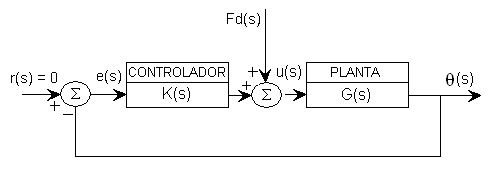 Fd(s)
r(s) = 0
e(s)
CONTROLADOR
K(s)
u(s)
PLANTA
G(s)
θ(s)
+
−
+
+
Σ
Σ